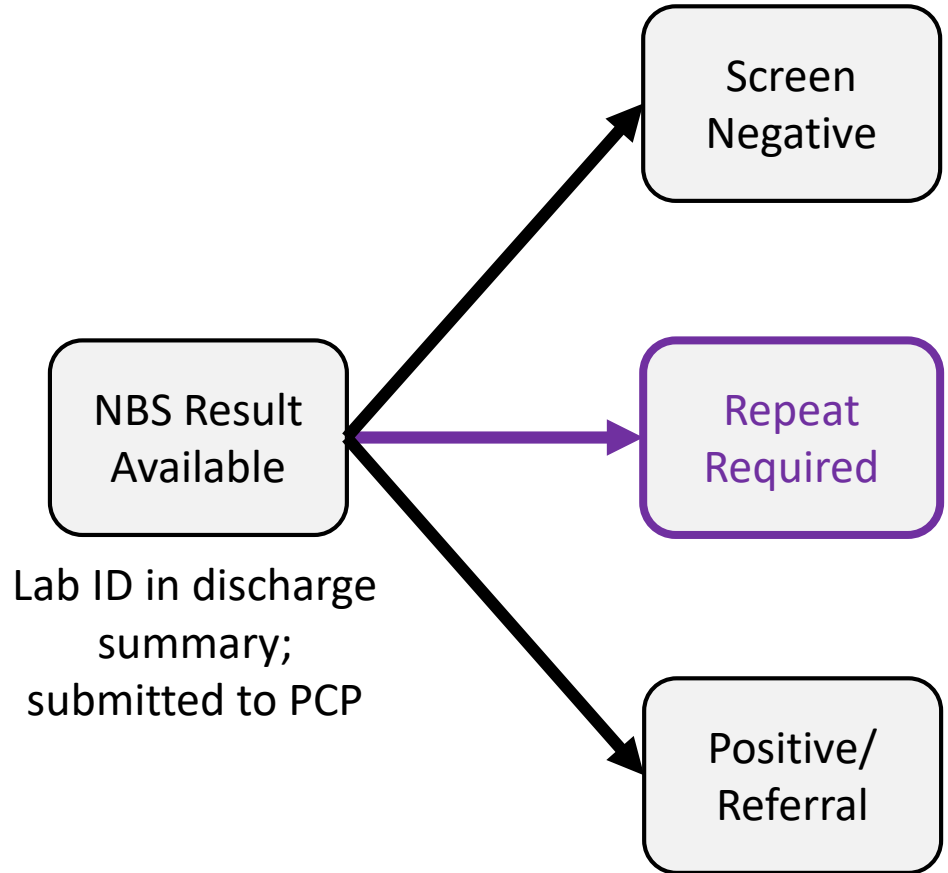 Screen
Negative
NBS Result
Available
Repeat
Required
Lab ID in discharge
summary;
submitted to PCP
Positive/
Referral